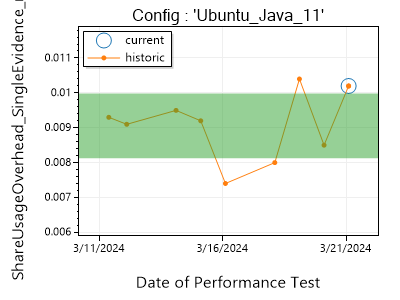 Config : 'Ubuntu_Java_11'
current
historic
ShareUsageOverhead_SingleEvidence_
0.011
0.01
0.009
0.008
0.007
0.006
3/11/2024
3/16/2024
3/21/2024
Date of Performance Test